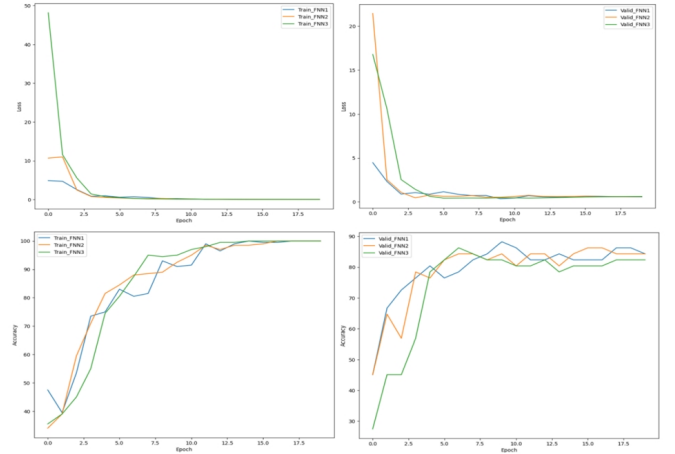 50
40
30
20
10
0
Loss
0.0 2.5 5.0 7.5 10.0 12.5 15.0 17.5
Epoch
Train_FNN1
Train_FNN2
Train_FNN3
20
15
10
5
0
Loss
0.0 2.5 5.0 7.5 10.0 12.5 15.0 17.5
Epoch
Valid_FNN1
Valid_FNN2
Valid_FNN3
100
90
80
70
60
50
40
Accuracy
0.0 2.5 5.0 7.5 10.0 12.5 15.0 17.5
Epoch
Train_FNN1
Train_FNN2
Train_FNN3
90
80
70
60
50
40
30
Accuracy
0.0 2.5 5.0 7.5 10.0 12.5 15.0 17.5
Epoch
Valid_FNN1
Valid_FNN2
Valid_FNN3